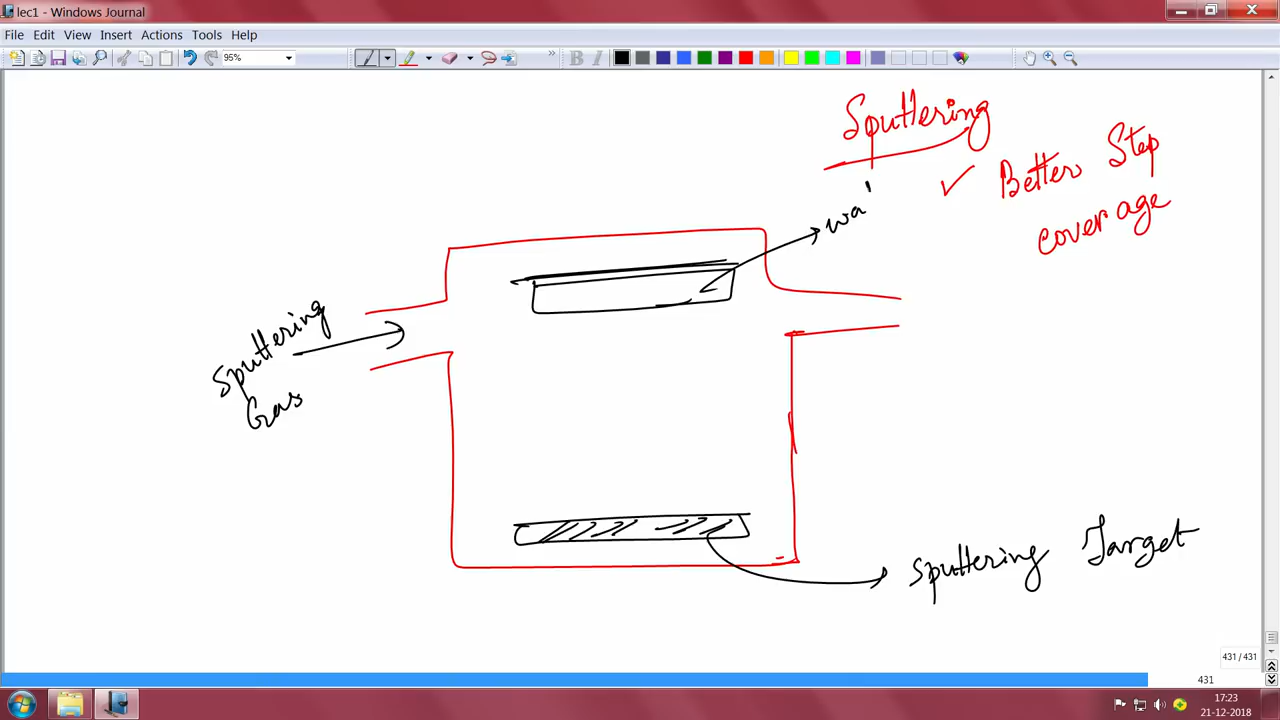 lec1 - Windows Journal
File Edit View Insert Actions Tools Help
95%
Sputtering
✓ Better Step
coverage
wa
Sputtering
Gas
Sputtering Target
431 / 431
431
17:23
21-12-2018